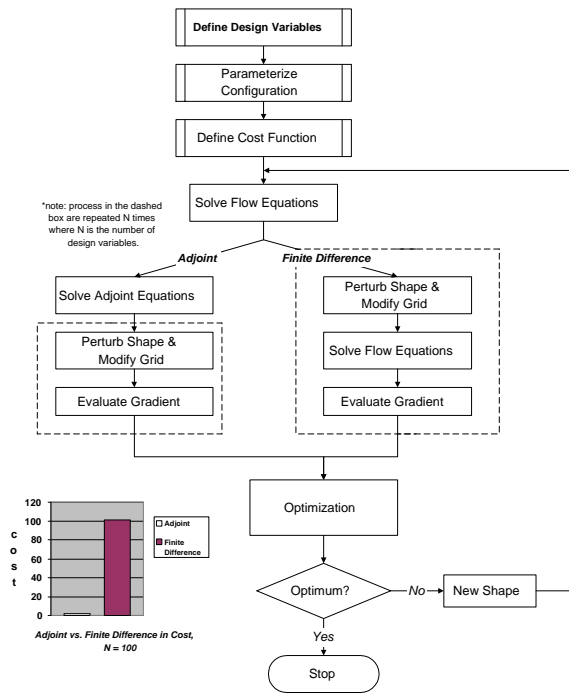 Define Design Variables
Parameterize
Configuration
Define Cost Function
Solve Flow Equations
*note: process in the dashed
box are repeated N times
where N is the number of
design variables.
Adjoint
Finite Difference
Solve Adjoint Equations
Perturb Shape &
Modify Grid
Evaluate Gradient
Perturb Shape &
Modify Grid
Solve Flow Equations
Evaluate Gradient
Optimization
Optimum?
No
New Shape
Yes
Stop
120
100
80
60
40
20
0
c
o
s
t
Adjoint
Finite
Difference
Adjoint vs. Finite Difference in Cost,
N = 100